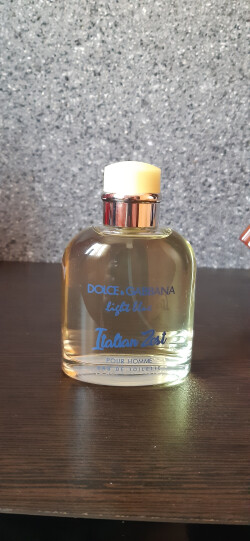 DOLCE & GABBANA
light blue
Italian Zest
POUR HOMME
EAU DE TOILETTE